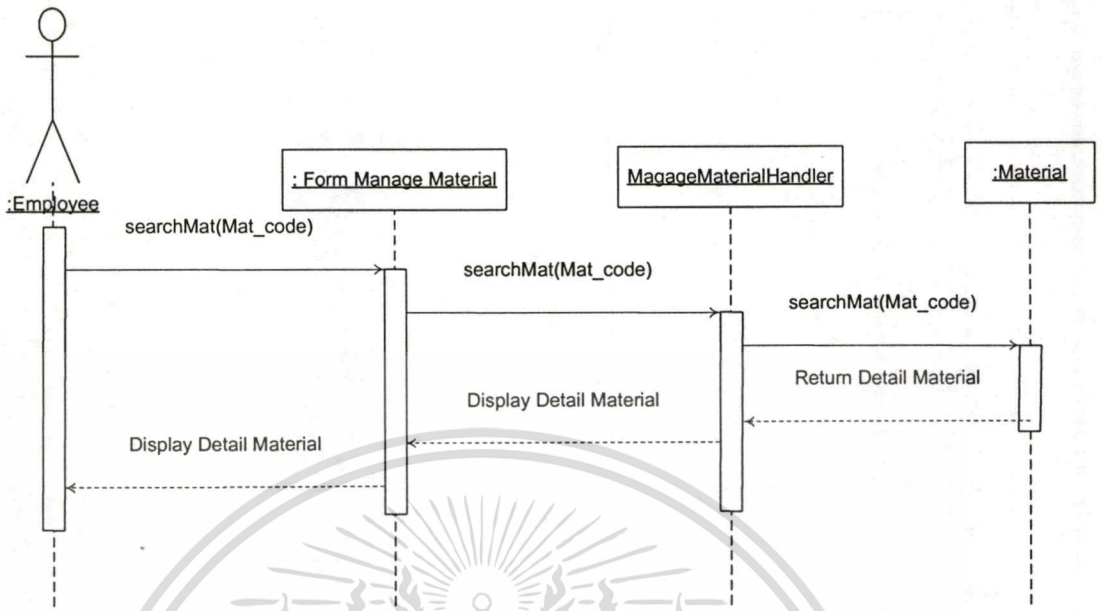 :Employee
: Form Manage Material
MagageMaterialHandler
:Material
searchMat(Mat_code)
searchMat(Mat_code)
searchMat(Mat_code)
Return Detail Material
Display Detail Material
Display Detail Material